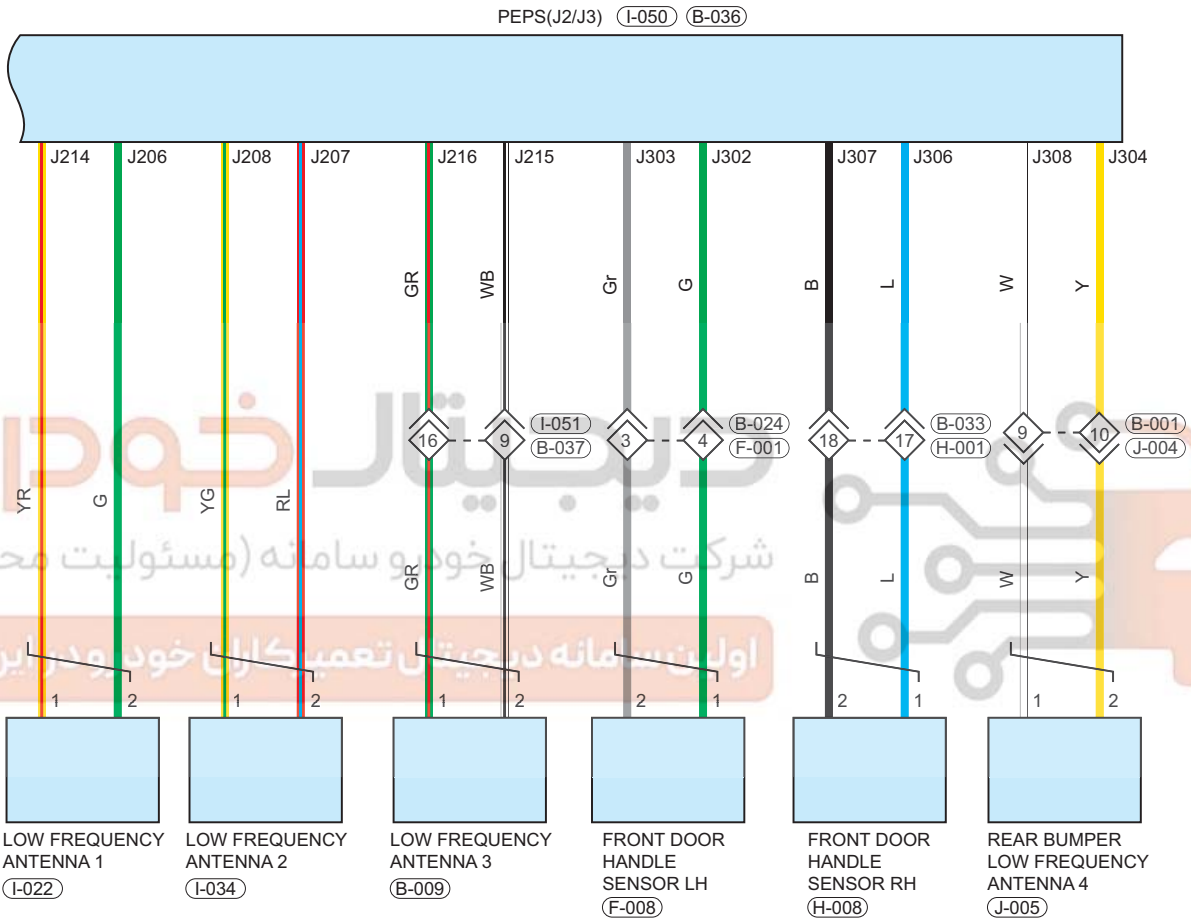 PEPS(J2/J3) I-050 B-036
J214 J206 J208 J207 J216 J215 J303 J302 J307 J306 J308 J304
GR WB Gr G B L W Y
16 9 I-051 B-037 3 4 B-024 F-001 18 17 B-033 H-001 9 10 B-001 J-004
دیجیتال خودرو
YR G YG RL
شرکت دیجیتال خودرو سامانه (مسئولیت
GR WB Gr G B L W Y
اولین سامانه دیجیتال تعمیرکاران خودرو در
1 2 1 2 1 2 2 1 2 1 1 2
LOW FREQUENCY
ANTENNA 1
I-022
LOW FREQUENCY
ANTENNA 2
I-034
LOW FREQUENCY
ANTENNA 3
B-009
FRONT DOOR
HANDLE
SENSOR LH
F-008
FRONT DOOR
HANDLE
SENSOR RH
H-008
REAR BUMPER
LOW FREQUENCY
ANTENNA 4
J-005